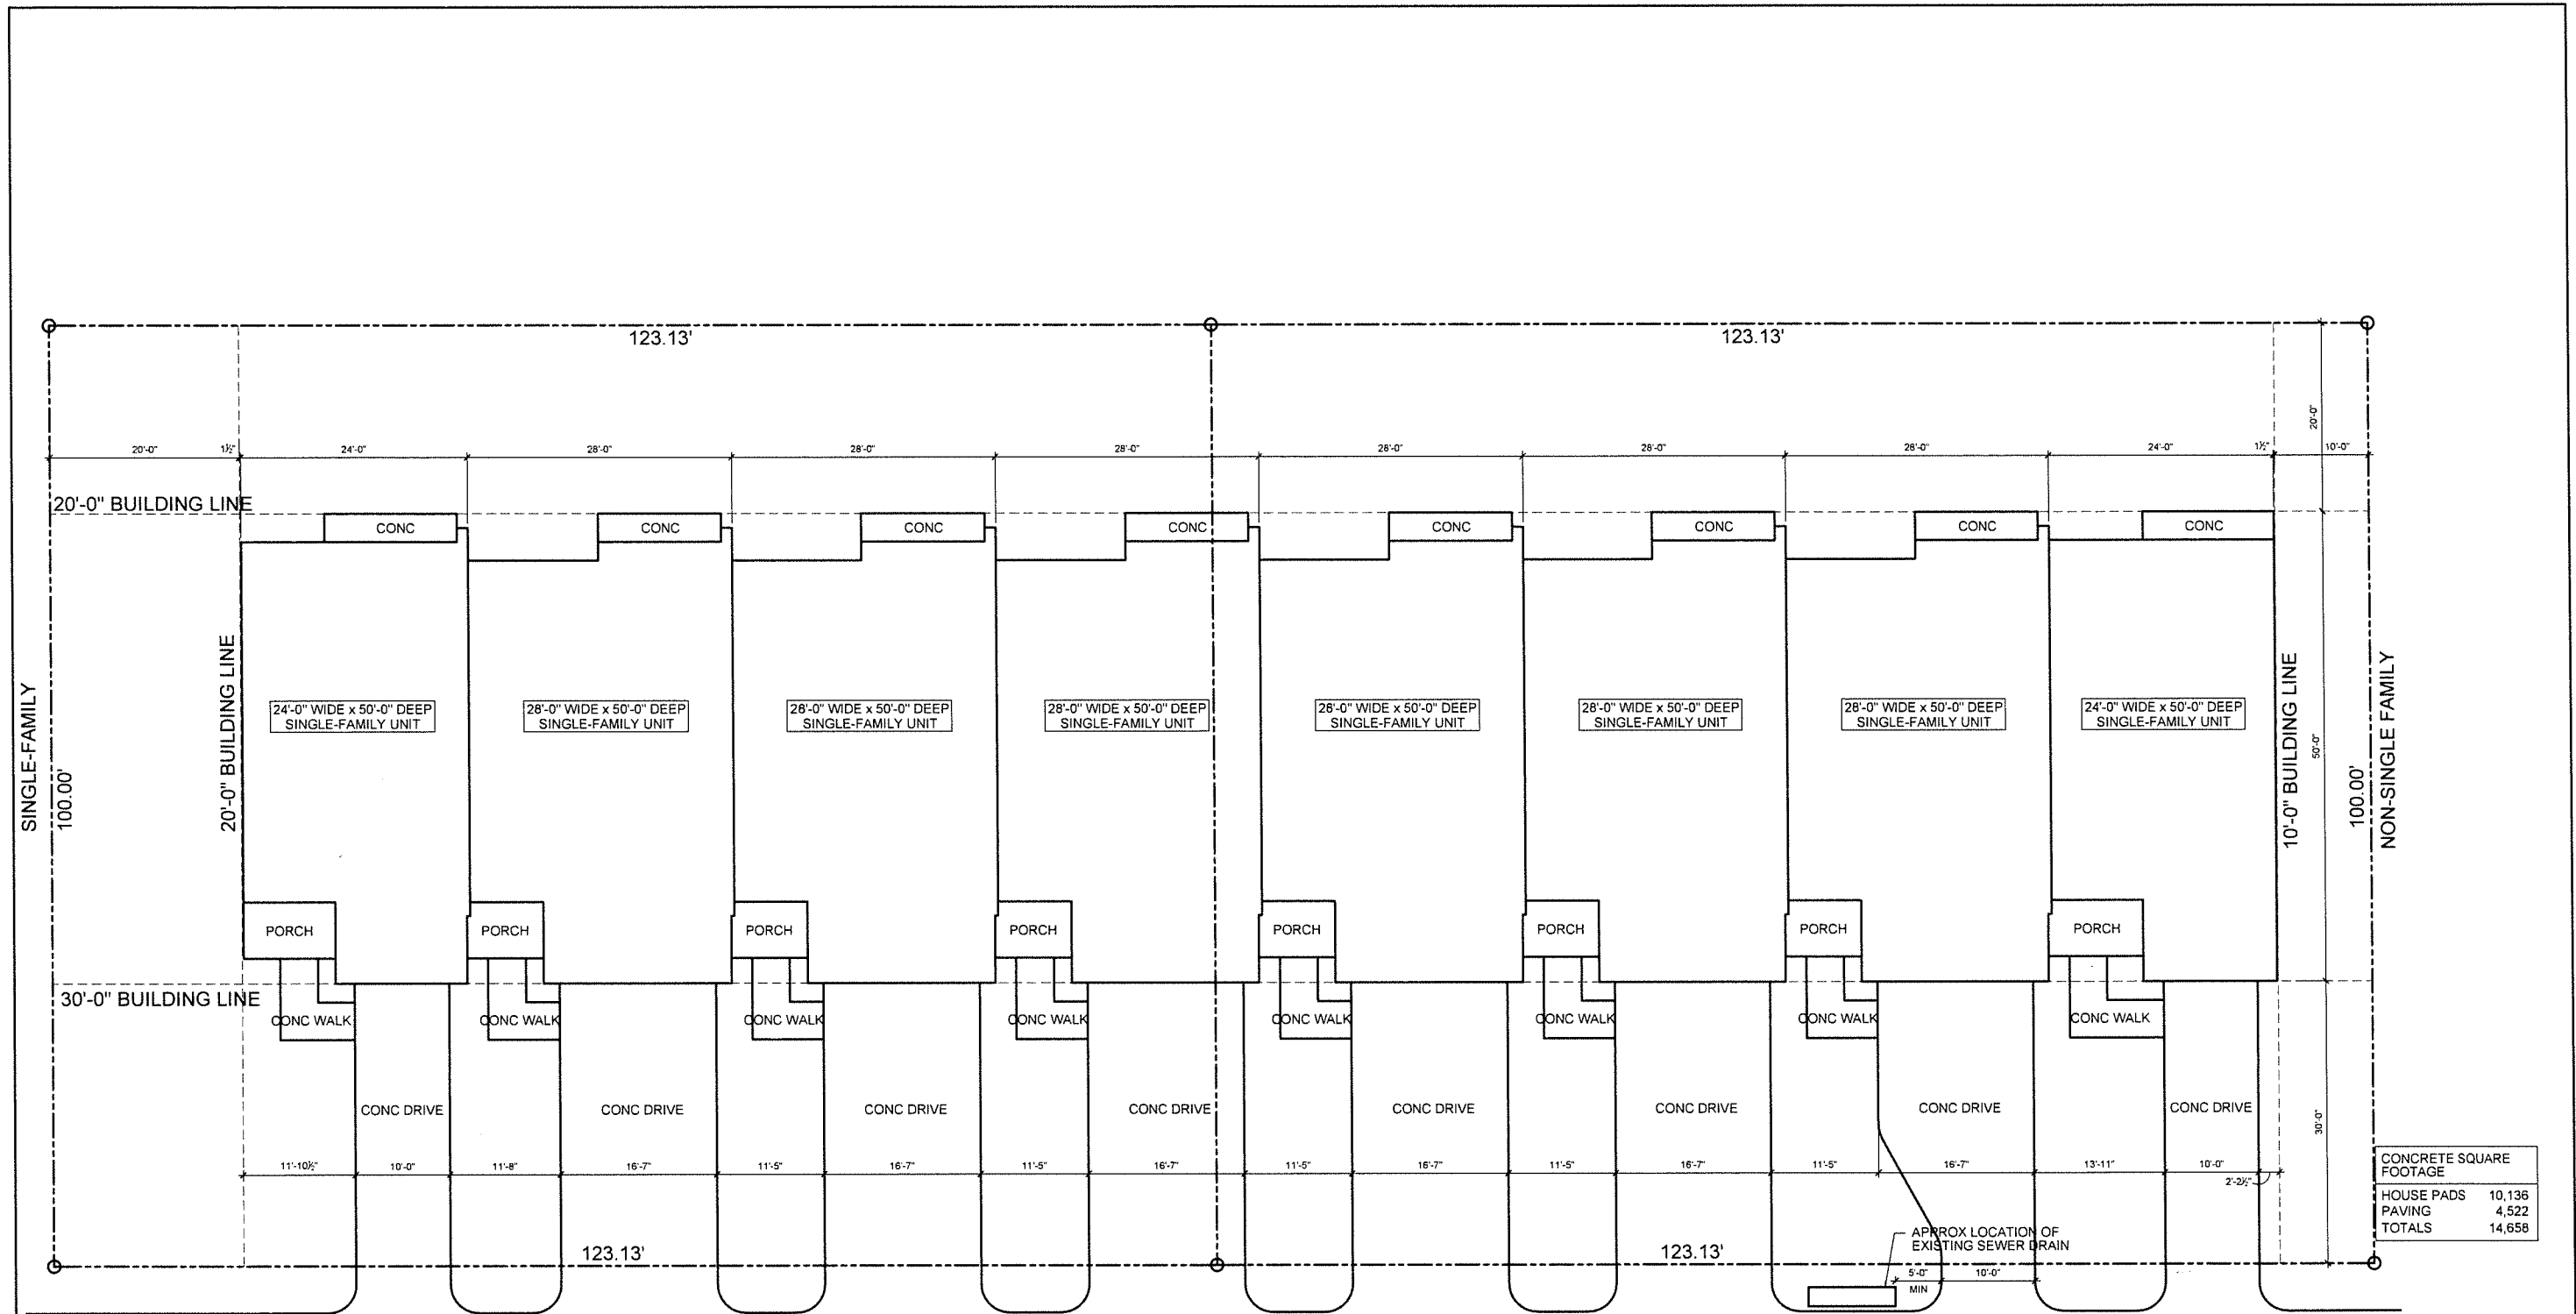 123.13'
123.13'
20'-0"
1½"
24'-0"
28'-0"
28'-0"
28'-0"
28'-0"
28'-0"
28'-0"
24'-0"
1½"
10'-0"
20'-0"
20'-0" BUILDING LINE
CONC
CONC
CONC
CONC
CONC
CONC
CONC
CONC
SINGLE-FAMILY
100.00'
20'-0" BUILDING LINE
24'-0" WIDE x 50'-0" DEEP
SINGLE-FAMILY UNIT
28'-0" WIDE x 50'-0" DEEP
SINGLE-FAMILY UNIT
28'-0" WIDE x 50'-0" DEEP
SINGLE-FAMILY UNIT
28'-0" WIDE x 50'-0" DEEP
SINGLE-FAMILY UNIT
28'-0" WIDE x 50'-0" DEEP
SINGLE-FAMILY UNIT
28'-0" WIDE x 50'-0" DEEP
SINGLE-FAMILY UNIT
28'-0" WIDE x 50'-0" DEEP
SINGLE-FAMILY UNIT
24'-0" WIDE x 50'-0" DEEP
SINGLE-FAMILY UNIT
10'-0" BUILDING LINE
50'-0"
100.00'
NON-SINGLE FAMILY
PORCH
PORCH
PORCH
PORCH
PORCH
PORCH
PORCH
PORCH
30'-0" BUILDING LINE
CONC WALK
CONC WALK
CONC WALK
CONC WALK
CONC WALK
CONC WALK
CONC WALK
CONC WALK
CONC DRIVE
CONC DRIVE
CONC DRIVE
CONC DRIVE
CONC DRIVE
CONC DRIVE
CONC DRIVE
CONC DRIVE
30'-0"
11'-10½"
10'-0"
11'-8"
16'-7"
11'-5"
16'-7"
11'-5"
16'-7"
11'-5"
16'-7"
11'-5"
16'-7"
11'-5"
16'-7"
13'-11"
10'-0"
2'-2½"
CONCRETE SQUARE
FOOTAGE
HOUSE PADS 10,136
PAVING 4,522
TOTALS 14,658
APPROX LOCATION OF
EXISTING SEWER DRAIN
123.13'
123.13'
5'-0"
MIN
10'-0"